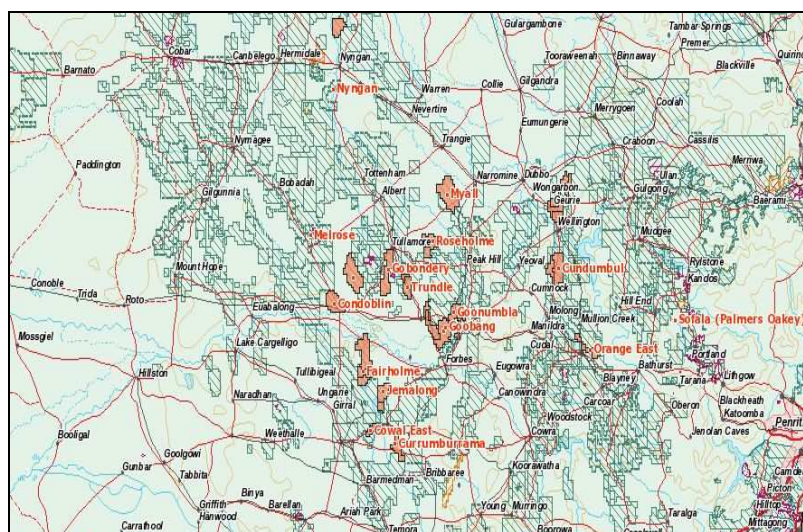 Gulargambone
Tambar Springs
Premer
Cobar
Canbelego
Hermidale
Nyngan
Tooraweenah
Binnaway
Barnato
Blackville
Nyngan
Warren
Collie
Gilgandra
Nevertire
Merrygoen
Coolah
Eumungerie
Nymagee
Trangie
Craboon
Cassilis
Paddington
Tottenham
Narromine
Dubbo
Merriwa
Gilgunnia
Bobadah
Albert
Myall
Wongarbon
Ulan
Geurie
Gulgong
Baerami
Wellington
Melrose
Tullamore
Roseholme
Mudgee
Mount Hope
Gobondery
Peak Hill
Yeoval
Cundumbul
Rylstone
Kandos
Conoble
Trida
Roto
Trundle
Cumnock
Euabalong
Condoblin
Hill End
Goonumbla
Molong
Mullion Creek
Sofala (Palmers Oakey)
Goobang
Manildra
Mossgiel
Lake Cargelligo
Cudal
Orange East
Portland
Forbes
Eugowra
Tullibigeal
Fairholme
Blayney
Bathurst
Tarana
Lithgow
Hillston
Naradhan
Ungarie
Jemalong
Canowindra
Carcoar
Blackheath
Girral
Oberon
Katoomba
Woodstock
Booligal
Weethalle
Cowal East
Cowra
Jenolan Caves
Penrith
Currumburrama
Goolgowi
Gunbar
Tabbita
Bribbaree
Koorawatha
Barmedman
Picton
Binya
Griffith
Hanwood
Barellan
Ariah Park
Young
Murringo
Taralga
Hilltop
Mittagong
Carrathool
Temora